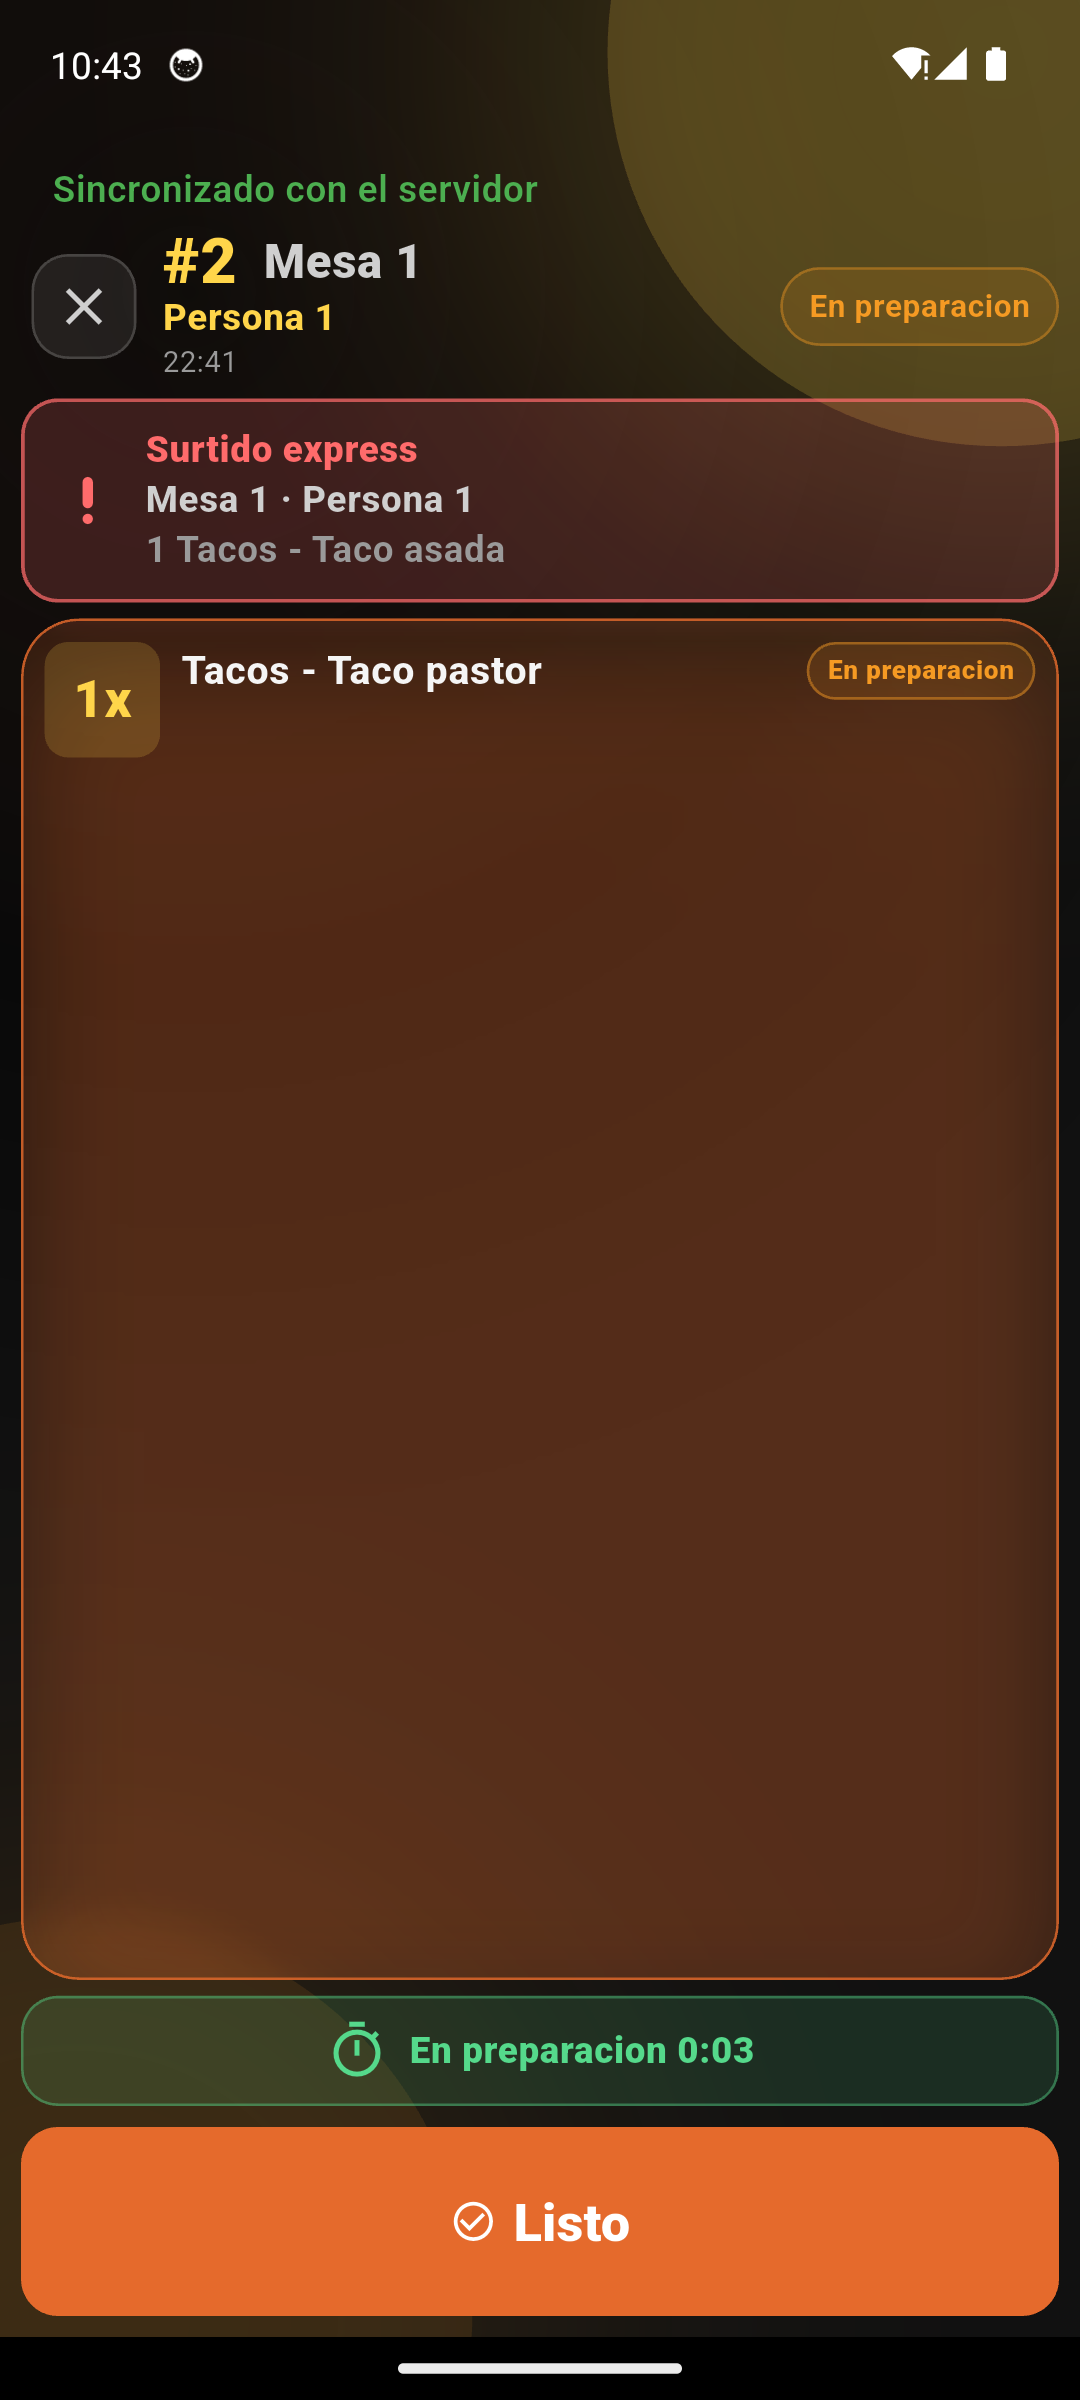 10:43
Sincronizado con el servidor
#2 Mesa 1
Persona 1
22:41
En preparacion
Surtido express
Mesa 1 · Persona 1
1 Tacos - Taco asada
1x
Tacos - Taco pastor
En preparacion
En preparacion 0:03
Listo